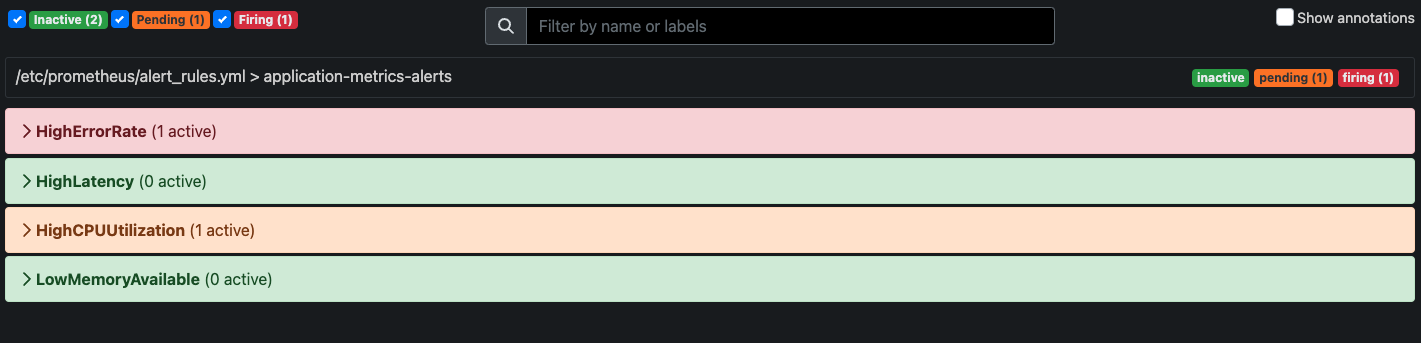 Inactive (2) Pending (1) Firing (1) Filter by name or labels Show annotations
/etc/prometheus/alert_rules.yml > application-metrics-alerts inactive pending (1) firing (1)
HighErrorRate (1 active)
HighLatency (0 active)
HighCPUUtilization (1 active)
LowMemoryAvailable (0 active)